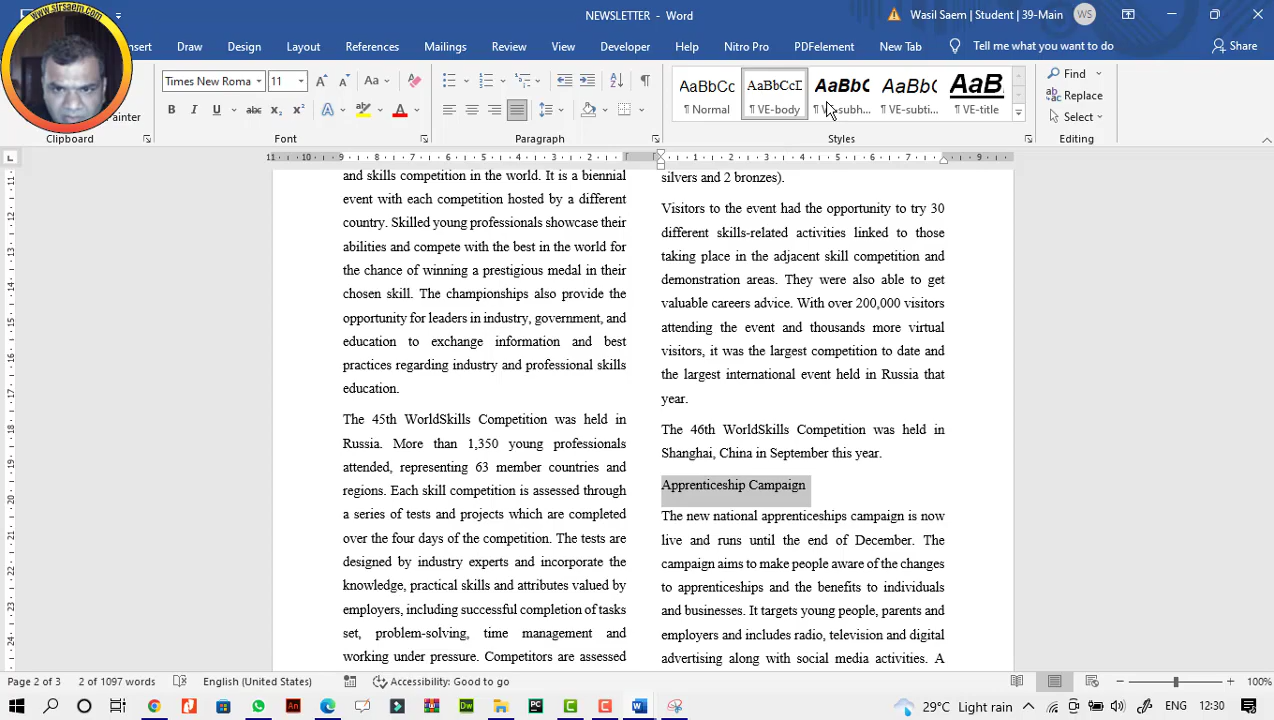 www.sirsaem.com
NEWSLETTER - Word
Wasil Saem | Student | 39-Main
WS
nsert
Draw
Design
Layout
References
Mailings
Review
View
Developer
Help
Nitro Pro
PDFelement
New Tab
Tell me what you want to do
Share
Times New Roma
11
Aa
B I U abc
A
AaBbCc
¶ Normal
AaBbCcD
¶ VE-body
AaBbC
AaBbC
¶ VE-subti...
AaB
¶ VE-title
Find
Replace
Select
Painter
Clipboard
Font
Paragraph
Styles
Editing
and skills competition in the world. It is a biennial
event with each competition hosted by a different
country. Skilled young professionals showcase their
abilities and compete with the best in the world for
the chance of winning a prestigious medal in their
chosen skill. The championships also provide the
opportunity for leaders in industry, government, and
education to exchange information and best
practices regarding industry and professional skills
education.
The 45th WorldSkills Competition was held in
Russia. More than 1,350 young professionals
attended, representing 63 member countries and
regions. Each skill competition is assessed through
a series of tests and projects which are completed
over the four days of the competition. The tests are
designed by industry experts and incorporate the
knowledge, practical skills and attributes valued by
employers, including successful completion of tasks
set, problem-solving, time management and
working under pressure. Competitors are assessed
silvers and 2 bronzes).
Visitors to the event had the opportunity to try 30
different skills-related activities linked to those
taking place in the adjacent skill competition and
demonstration areas. They were also able to get
valuable careers advice. With over 200,000 visitors
attending the event and thousands more virtual
visitors, it was the largest competition to date and
the largest international event held in Russia that
year.
The 46th WorldSkills Competition was held in
Shanghai, China in September this year.
Apprenticeship Campaign
The new national apprenticeships campaign is now
live and runs until the end of December. The
campaign aims to make people aware of the changes
to apprenticeships and the benefits to individuals
and businesses. It targets young people, parents and
employers and includes radio, television and digital
advertising along with social media activities. A
Page 2 of 3
2 of 1097 words
English (United States)
Accessibility: Good to go
100%
29°C Light rain
ENG
12:30